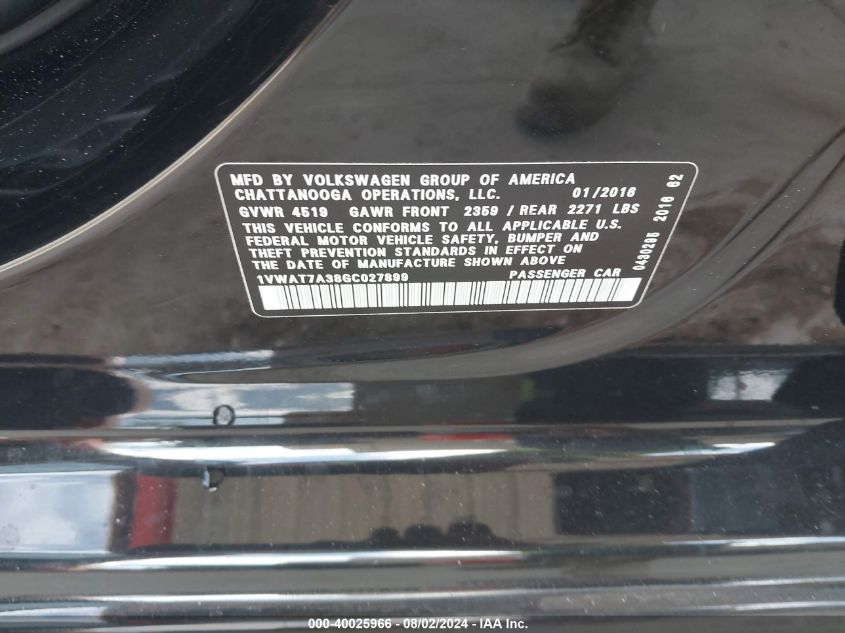 MFD BY VOLKSWAGEN GROUP OF AMERICA
CHATTANOOGA OPERATIONS, LLC. 01/2016
GVWR 4519 GAWR FRONT 2359 / REAR 2271 LBS
THIS VEHICLE CONFORMS TO ALL APPLICABLE U.S.
FEDERAL MOTOR VEHICLE SAFETY, BUMPER AND
THEFT PREVENTION STANDARDS IN EFFECT ON
THE DATE OF MANUFACTURE SHOWN ABOVE
1VWAT7A38GC027899 PASSENGER CAR
0430295 2016 62
000-40025966 - 08/02/2024 - IAA Inc.